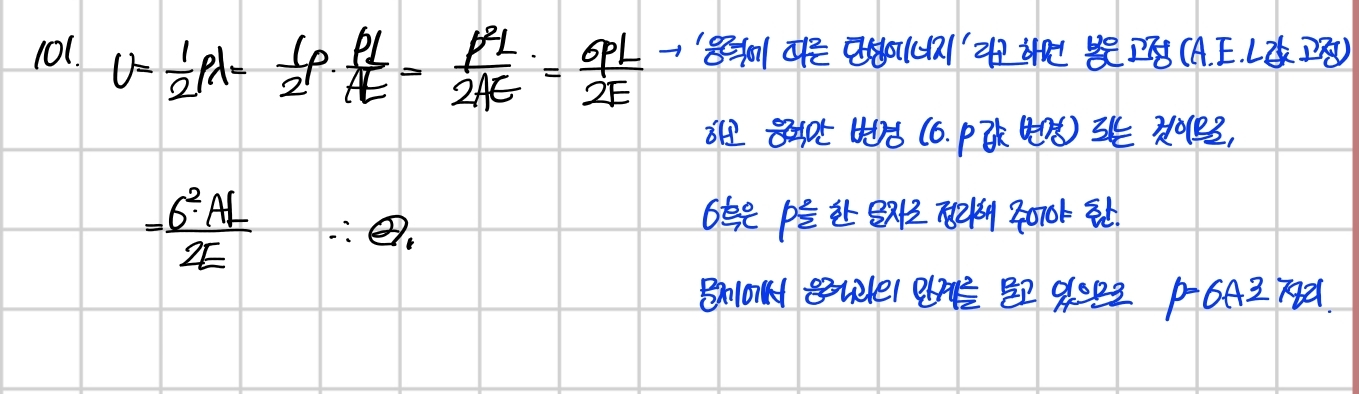 101. U = 1/2 Pλ = 1/2 P · PL/AE = P²L/2AE = σPL/2E → '응력에 따른 탄성에너지' 라고 하면 봉은 고정 (A.E.L값 고정)
하고 응력만 변경 (σ.P값 변경) 되는 것이므로,
= σ²·AL/2E ∴ ②.
σ혹은 P를 한 문자로 정리해 주어야 함.
문제에서 응력과의 관계를 묻고 있으므로 P=σA로 정리.